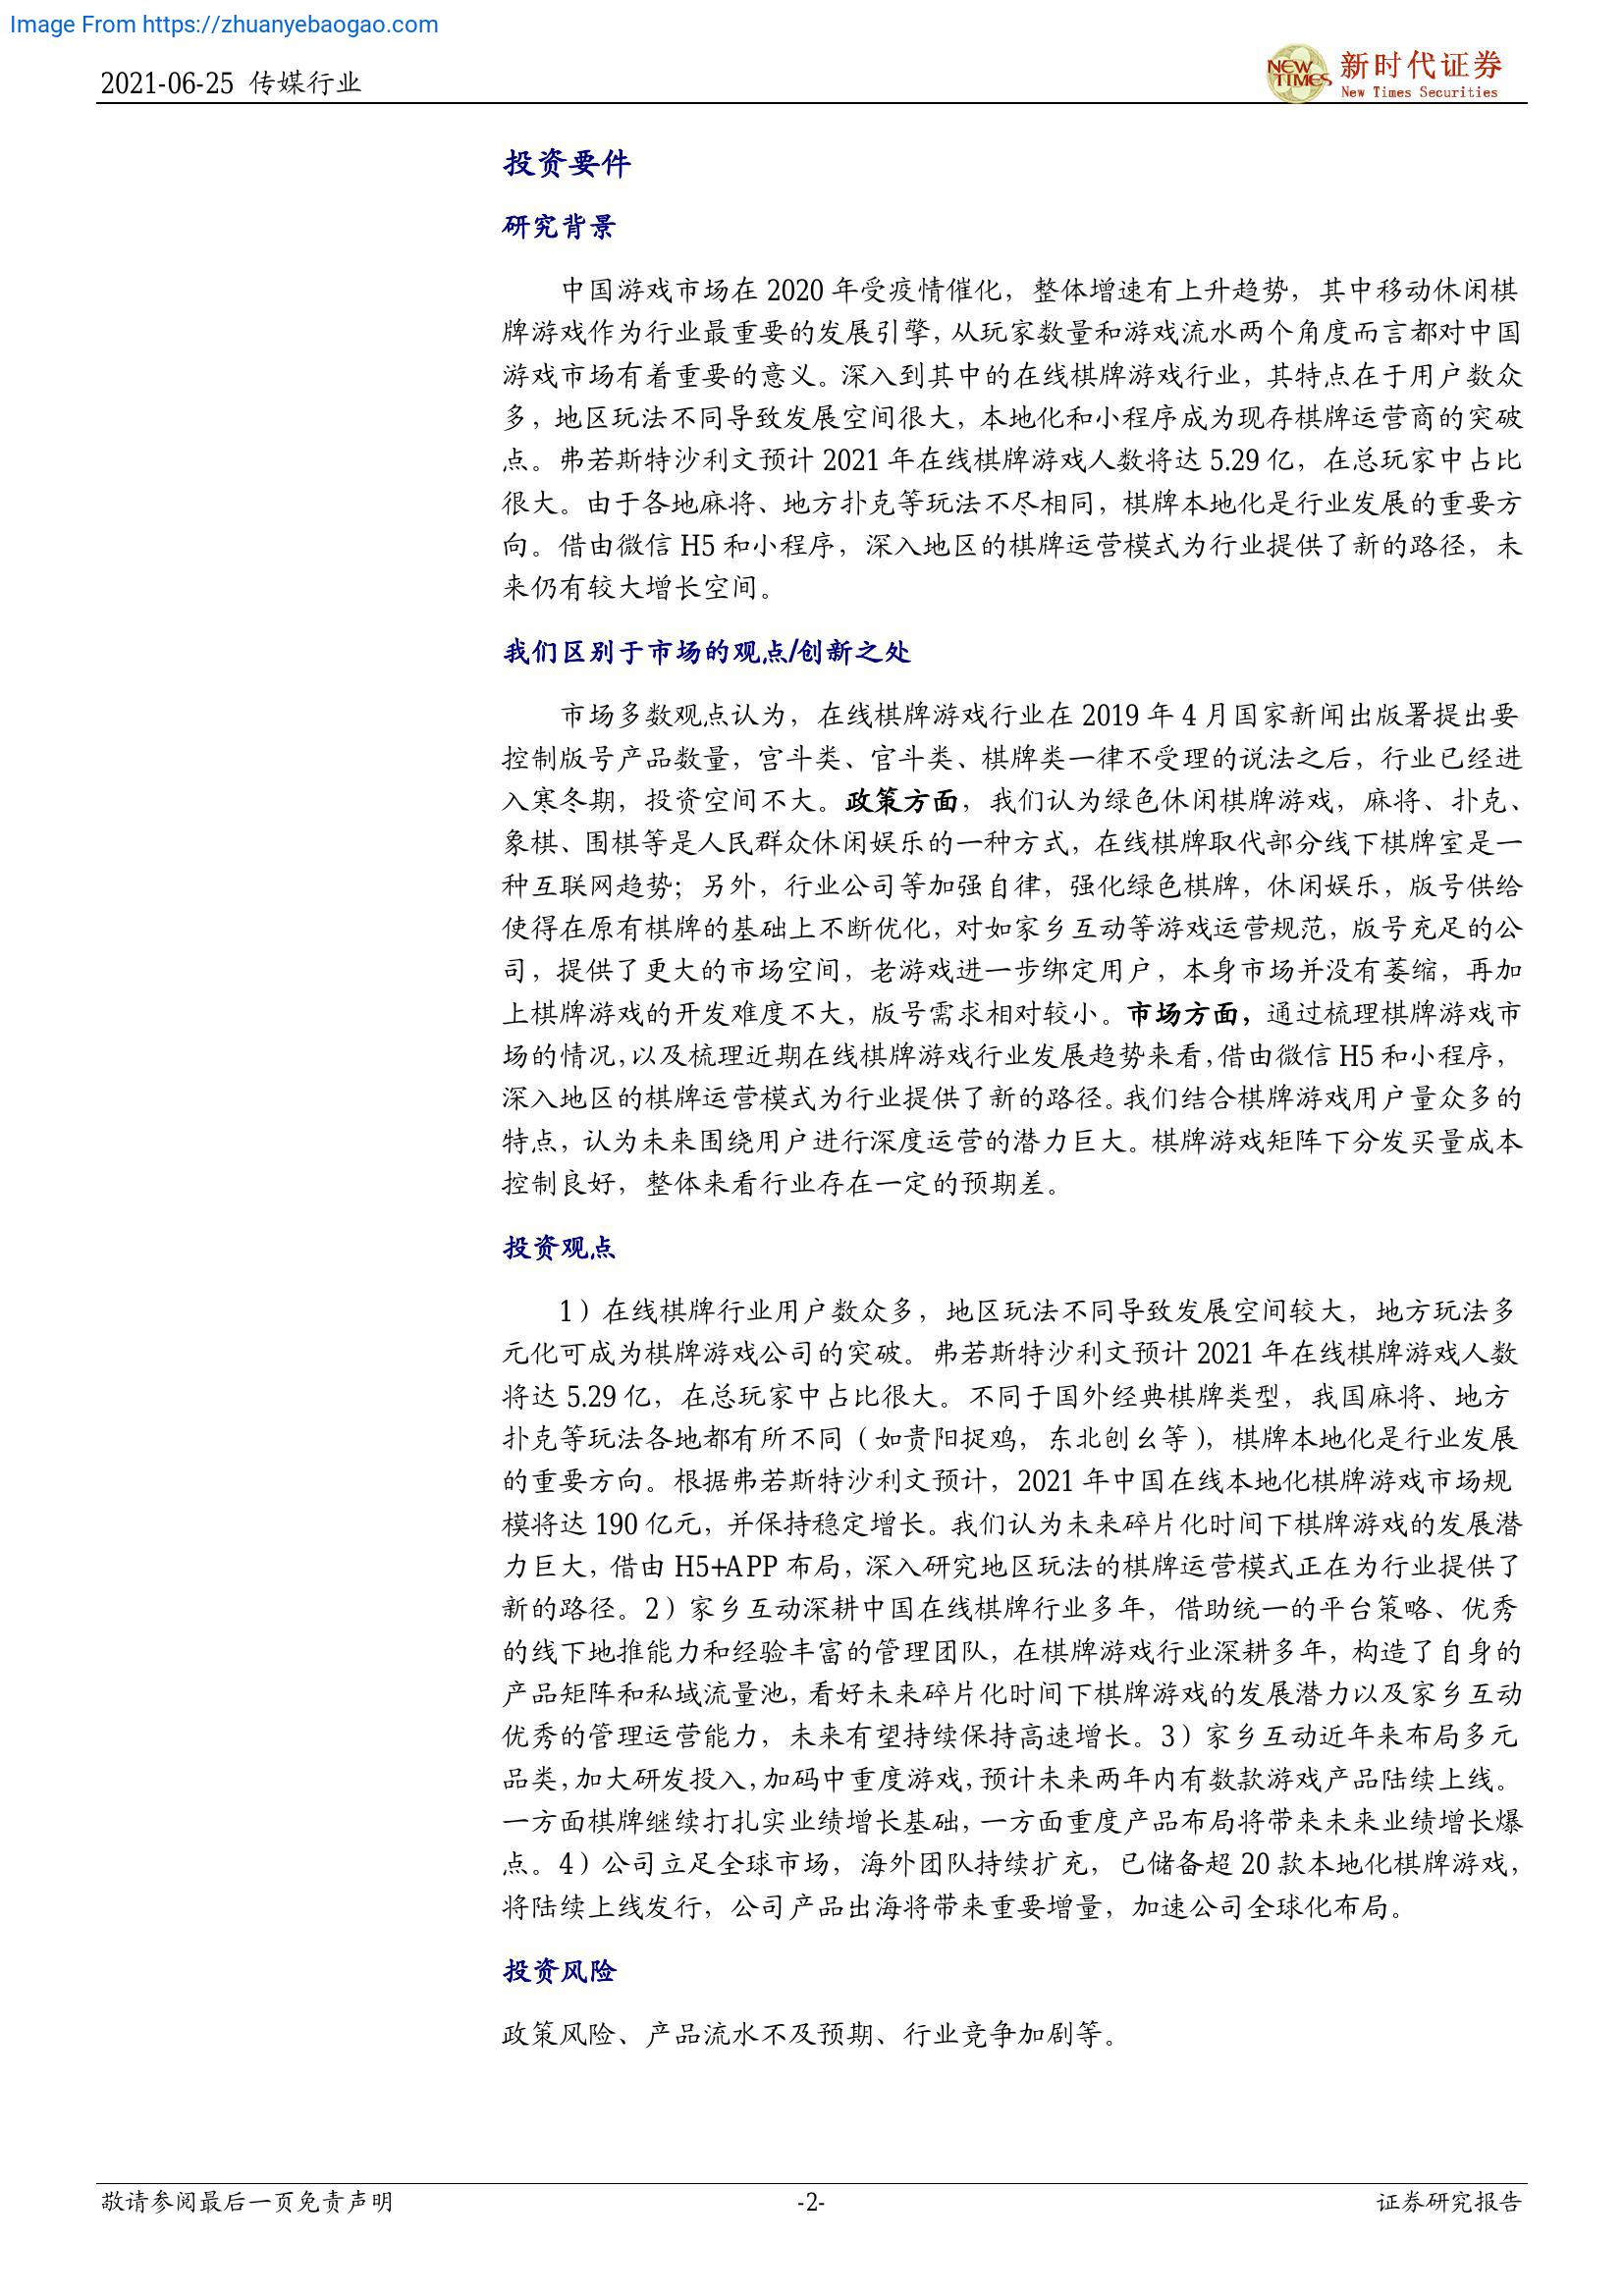 Image From https://zhuanyebaogao.com
2021-06-25 传媒行业
NEW TIMES
新时代证券
New Times Securities
投资要件
研究背景
中国游戏市场在 2020 年受疫情催化，整体增速有上升趋势，其中移动休闲棋
牌游戏作为行业最重要的发展引擎，从玩家数量和游戏流水两个角度而言都对中国
游戏市场有着重要的意义。深入到其中的在线棋牌游戏行业，其特点在于用户数众
多，地区玩法不同导致发展空间很大，本地化和小程序成为现存棋牌运营商的突破
点。弗若斯特沙利文预计 2021 年在线棋牌游戏人数将达 5.29 亿，在总玩家中占比
很大。由于各地麻将、地方扑克等玩法不尽相同，棋牌本地化是行业发展的重要方
向。借由微信 H5 和小程序，深入地区的棋牌运营模式为行业提供了新的路径，未
来仍有较大增长空间。
我们区别于市场的观点/创新之处
市场多数观点认为，在线棋牌游戏行业在 2019 年 4 月国家新闻出版署提出要
控制版号产品数量，宫斗类、官斗类、棋牌类一律不受理的说法之后，行业已经进
入寒冬期，投资空间不大。政策方面，我们认为绿色休闲棋牌游戏，麻将、扑克、
象棋、围棋等是人民群众休闲娱乐的一种方式，在线棋牌取代部分线下棋牌室是一
种互联网趋势；另外，行业公司等加强自律，强化绿色棋牌，休闲娱乐，版号供给
使得在原有棋牌的基础上不断优化，对如家乡互动等游戏运营规范，版号充足的公
司，提供了更大的市场空间，老游戏进一步绑定用户，本身市场并没有萎缩，再加
上棋牌游戏的开发难度不大，版号需求相对较小。市场方面，通过梳理棋牌游戏市
场的情况，以及梳理近期在线棋牌游戏行业发展趋势来看，借由微信 H5 和小程序，
深入地区的棋牌运营模式为行业提供了新的路径。我们结合棋牌游戏用户量众多的
特点，认为未来围绕用户进行深度运营的潜力巨大。棋牌游戏矩阵下分发买量成本
控制良好，整体来看行业存在一定的预期差。
投资观点
1）在线棋牌行业用户数众多，地区玩法不同导致发展空间较大，地方玩法多
元化可成为棋牌游戏公司的突破。弗若斯特沙利文预计 2021 年在线棋牌游戏人数
将达 5.29 亿，在总玩家中占比很大。不同于国外经典棋牌类型，我国麻将、地方
扑克等玩法各地都有所不同（如贵阳捉鸡，东北刨幺等），棋牌本地化是行业发展
的重要方向。根据弗若斯特沙利文预计，2021 年中国在线本地化棋牌游戏市场规
模将达 190 亿元，并保持稳定增长。我们认为未来碎片化时间下棋牌游戏的发展潜
力巨大，借由 H5+APP 布局，深入研究地区玩法的棋牌运营模式正在为行业提供了
新的路径。2）家乡互动深耕中国在线棋牌行业多年，借助统一的平台策略、优秀
的线下地推能力和经验丰富的管理团队，在棋牌游戏行业深耕多年，构造了自身的
产品矩阵和私域流量池，看好未来碎片化时间下棋牌游戏的发展潜力以及家乡互动
优秀的管理运营能力，未来有望持续保持高速增长。3）家乡互动近年来布局多元
品类，加大研发投入，加码中重度游戏，预计未来两年内有数款游戏产品陆续上线。
一方面棋牌继续打扎实业绩增长基础，一方面重度产品布局将带来未来业绩增长爆
点。4）公司立足全球市场，海外团队持续扩充，已储备超 20 款本地化棋牌游戏，
将陆续上线发行，公司产品出海将带来重要增量，加速公司全球化布局。
投资风险
政策风险、产品流水不及预期、行业竞争加剧等。
敬请参阅最后一页免责声明
-2-
证券研究报告